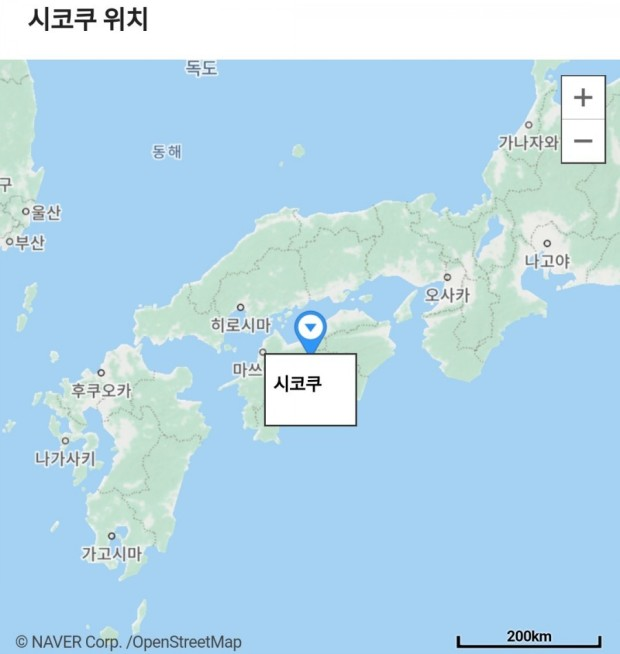 시코쿠 위치
독도
동해
가나자와
구
울산
부산
나고야
오사카
히로시마
마쓰
시코쿠
후쿠오카
나가사키
가고시마
© NAVER Corp. /OpenStreetMap
200km